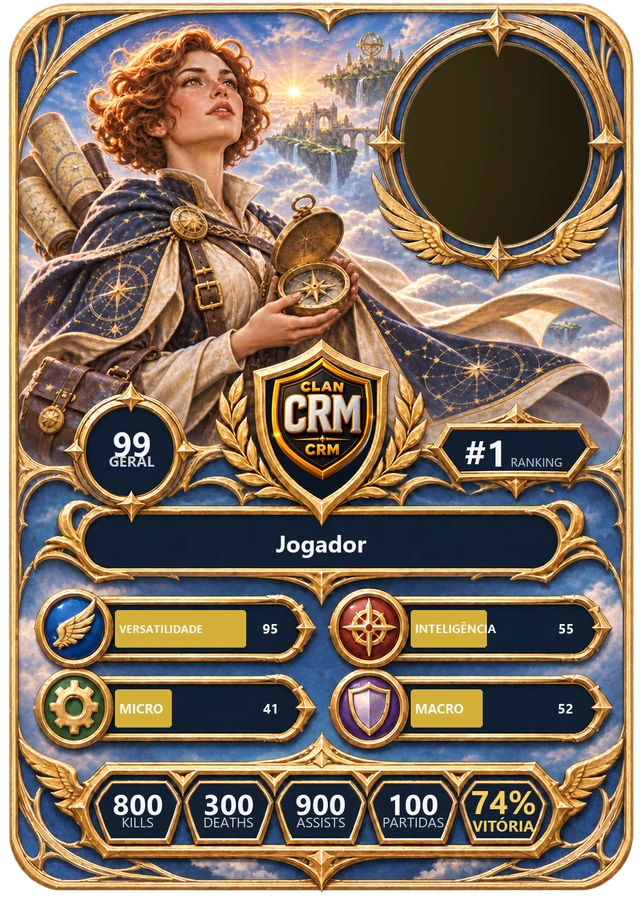 CLAN
CRM
CRM
99
GERAL
#1 RANKING
Jogador
VERSATILIDADE 95
INTELIGÊNCIA 55
MICRO 41
MACRO 52
800
KILLS
300
DEATHS
900
ASSISTS
100
PARTIDAS
74%
VITÓRIA